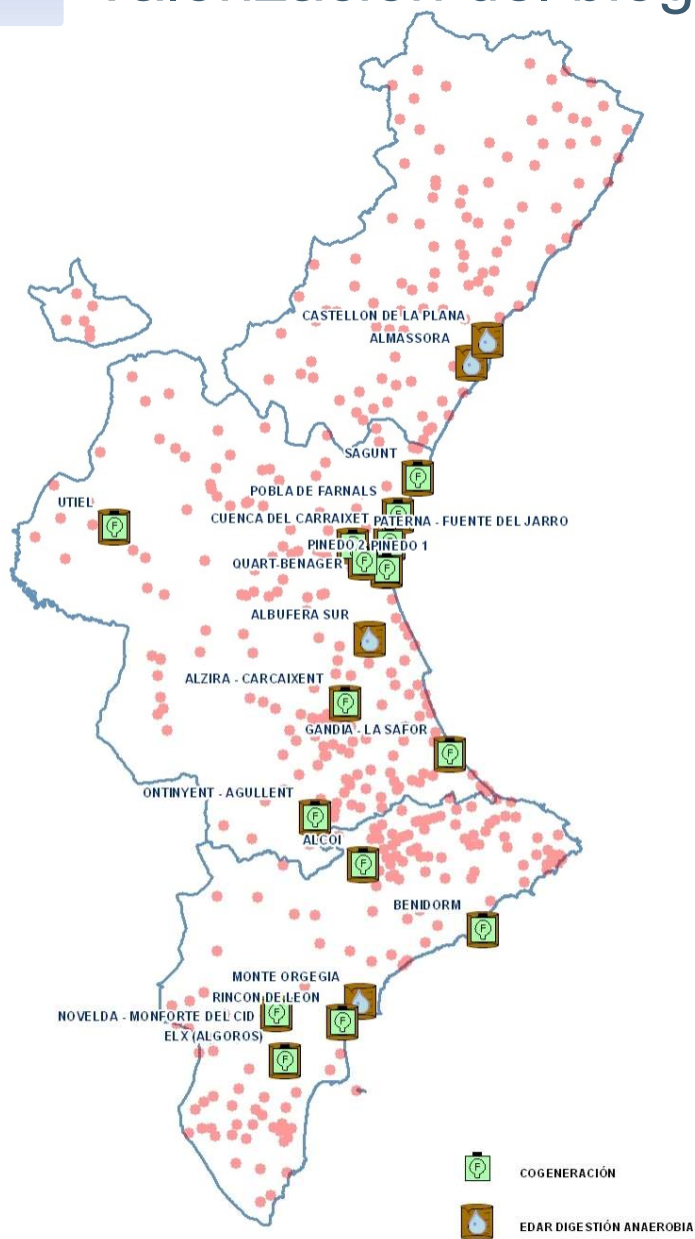 CASTELLON DE LA PLANA
ALMASSORA
SAGUNT
POBLA DE FARNALS
UTIEL
CUENCA DEL CARRAIXET PATERNA - FUENTE DEL JARRO
PINEDO 2 PINEDO 1
QUART-BENAGER
ALBUFERA SUR
ALZIRA - CARCAIXENT
GANDIA - LA SAFOR
ONTINYENT - AGULLENT
ALCOI
BENIDORM
MONTE ORGEGIA
RINCON DE LEON
NOVELDA - MONFORTE DEL CID
ELX (ALGOROS)
F COGENERACIÓN
EDAR DIGESTIÓN ANAEROBIA